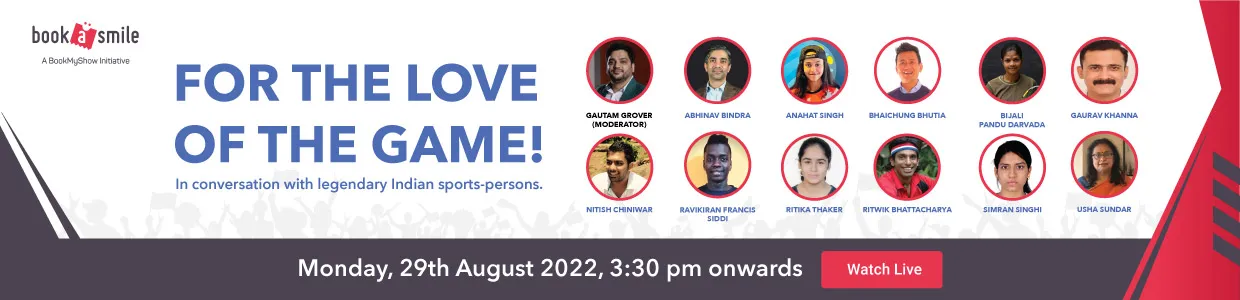 book a smile
A BookMyShow Initiative
FOR THE LOVE
OF THE GAME!
In conversation with legendary Indian sports-persons.
GAUTAM GROVER
(MODERATOR)
ABHINAV BINDRA
ANAHAT SINGH
BHAICHUNG BHUTIA
BIJALI
PANDU DARVADA
GAURAV KHANNA
NITISH CHINIWAR
RAVIKIRAN FRANCIS
SIDDI
RITIKA THAKER
RITWIK BHATTACHARYA
SIMRAN SINGHI
USHA SUNDAR
Monday, 29th August 2022, 3:30 pm onwards
Watch Live